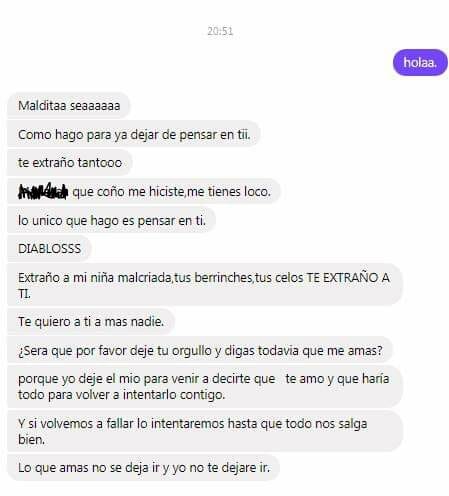 20:51
holaa.
Malditaa seaaaaaa
Como hago para ya dejar de pensar en tii.
te extraño tantooo
que coño me hiciste,me tienes loco.
lo unico que hago es pensar en ti.
DIABLOSSS
Extraño a mi niña malcriada,tus berrinches,tus celos TE EXTRAÑO A
TI.
Te quiero a ti a mas nadie.
¿Sera que por favor deje tu orgullo y digas todavia que me amas?
porque yo deje el mio para venir a decirte que te amo y que haría
todo para volver a intentarlo contigo.
Y si volvemos a fallar lo intentaremos hasta que todo nos salga
bien.
Lo que amas no se deja ir y yo no te dejare ir.